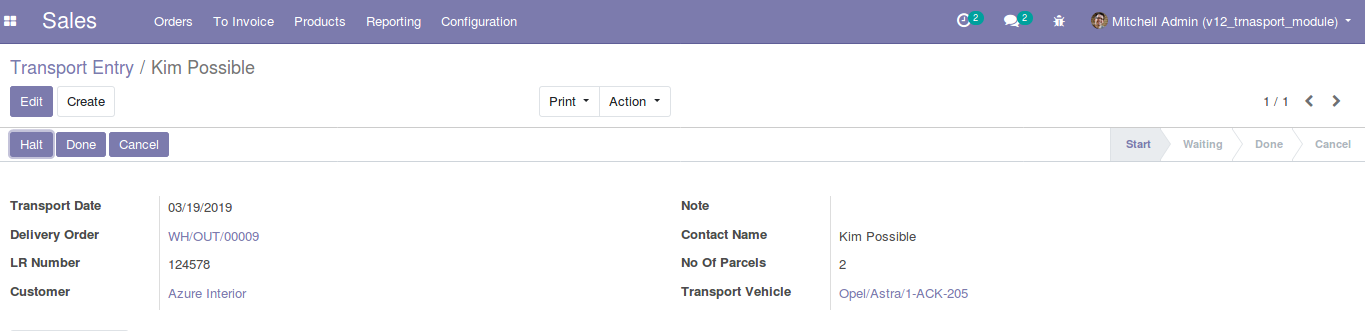 Sales Orders To Invoice Products Reporting Configuration 2 2 Mitchell Admin (v12_trnasport_module)
Transport Entry / Kim Possible
Edit Create Print Action 1 / 1
Halt Done Cancel Start Waiting Done Cancel
Transport Date 03/19/2019 Note
Delivery Order WH/OUT/00009 Contact Name Kim Possible
LR Number 124578 No Of Parcels 2
Customer Azure Interior Transport Vehicle Opel/Astra/1-ACK-205